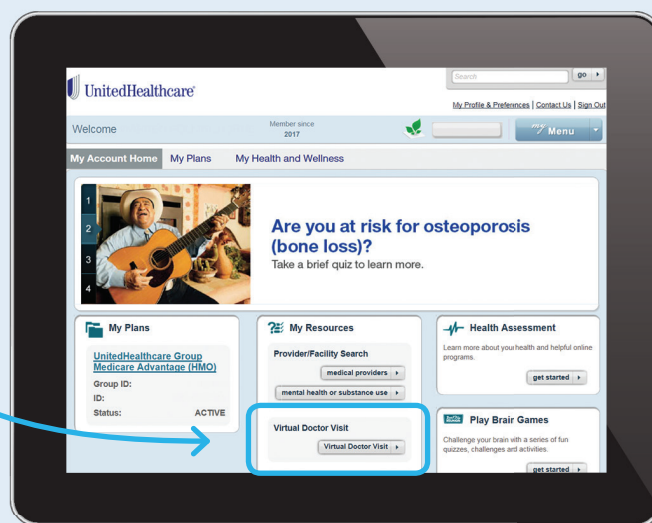 UnitedHealthcare®
Search
go
My Profile & Preferences | Contact Us | Sign Out
Welcome
Member since
2017
my Menu
My Account Home
My Plans
My Health and Wellness
1
2
3
4
Are you at risk for osteoporosis
(bone loss)?
Take a brief quiz to learn more.
My Plans
UnitedHealthcare Group
Medicare Advantage (HMO)
Group ID:
ID:
Status: ACTIVE
My Resources
Provider/Facility Search
medical providers
mental health or substance use
Virtual Doctor Visit
Virtual Doctor Visit
Health Assessment
Learn more about you health and helpful online
programs.
get started
Play Brair Games
Challenge your brain with a series of fun
quizzes, challenges ard activities.
get started